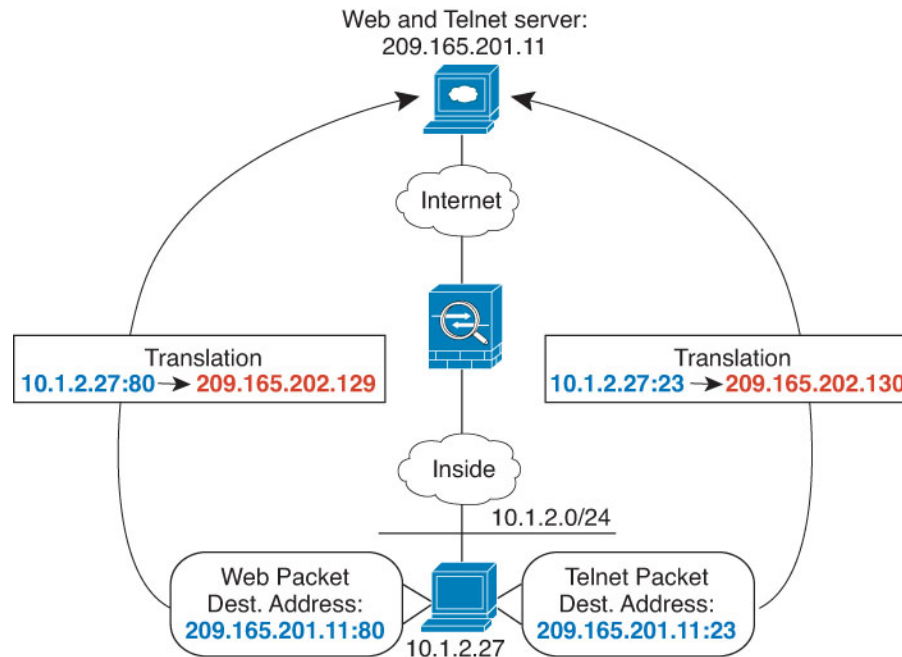 Web and Telnet server:
209.165.201.11
Internet
Translation
10.1.2.27:80 → 209.165.202.129
Translation
10.1.2.27:23 → 209.165.202.130
Inside
10.1.2.0/24
Web Packet
Dest. Address:
209.165.201.11:80
Telnet Packet
Dest. Address:
209.165.201.11:23
10.1.2.27